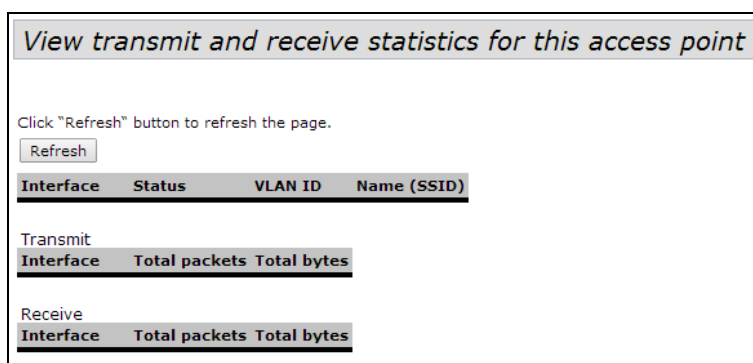 View transmit and receive statistics for this access point
Click "Refresh" button to refresh the page.
Refresh
Interface Status VLAN ID Name (SSID)
Transmit
Interface Total packets Total bytes
Receive
Interface Total packets Total bytes